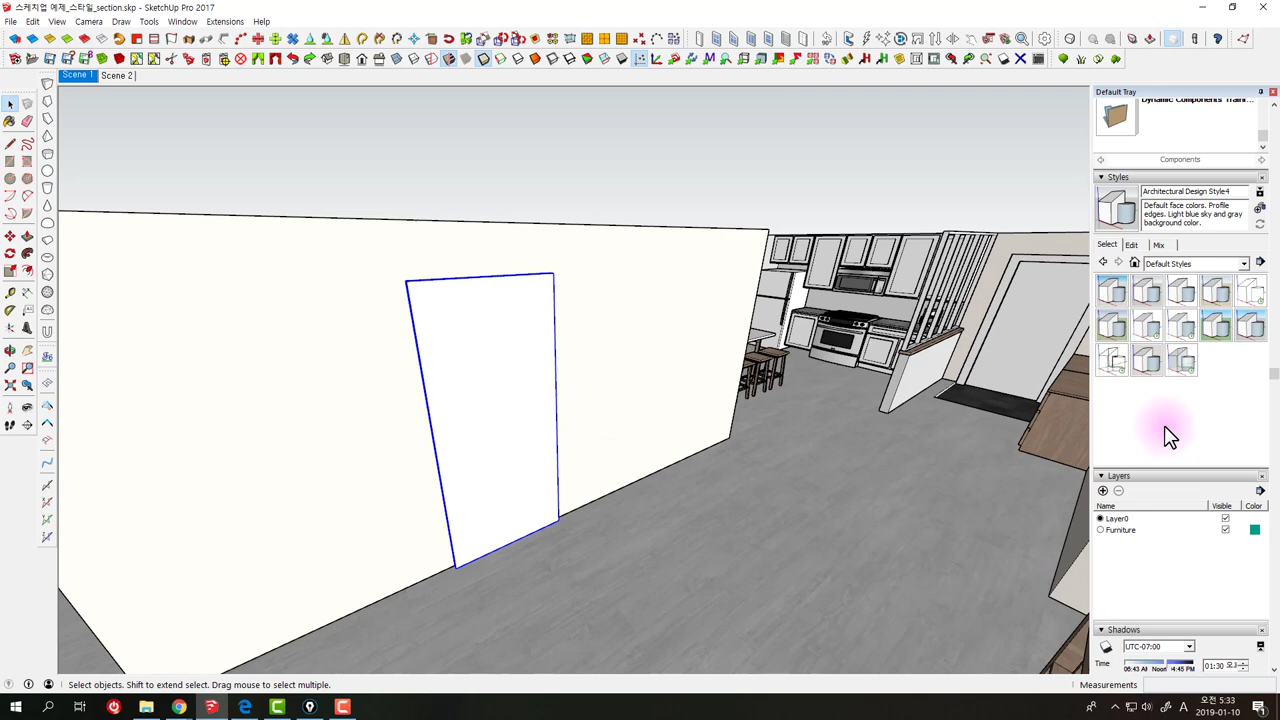 스케치업 예제_스타일_section.skp - SketchUp Pro 2017
File Edit View Camera Draw Tools Window Extensions Help
Scene 1 Scene 2
Default Tray
Dynamic Components Traini...
Components
Styles
Architectural Design Style4
Default face colors. Profile
edges. Light blue sky and gray
background color.
Select Edit Mix
Default Styles
Layers
Name Visible Color
Layer0
Furniture
Shadows
UTC-07:00
Time 06:43 AM Noon 4:45 PM 01:30 오
Select objects. Shift to extend select. Drag mouse to select multiple.
Measurements
A 오전 5:33
2019-01-10